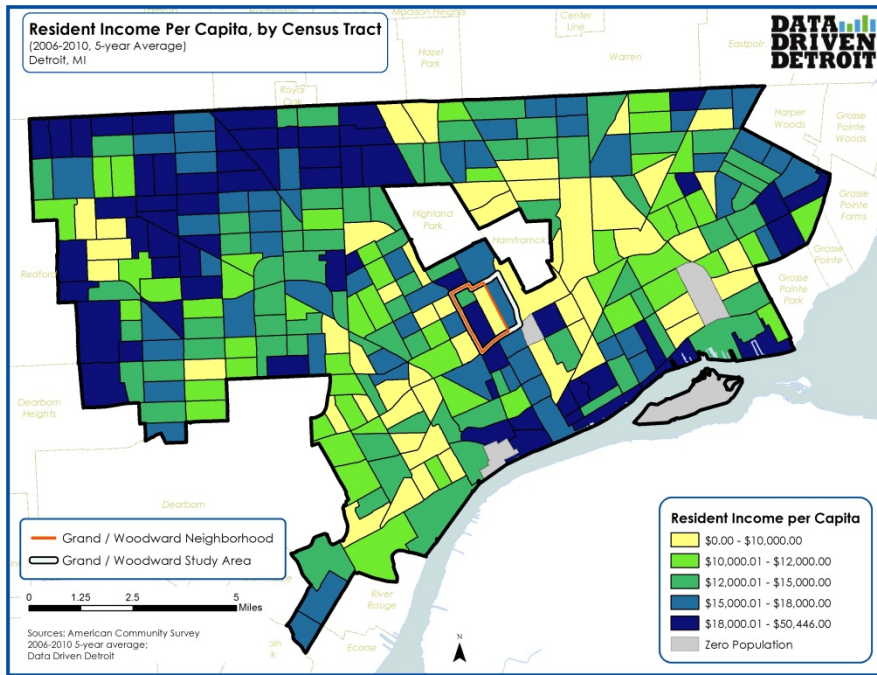 Resident Income Per Capita, by Census Tract
(2006-2010, 5-year Average)
Detroit, MI
DATA
DRIVEN
DETROIT
Madison Heights
Center
Line
Hazel
Park
Warren
Eastpoin
Royal
Oak
Harper
Woods
Grosse
Pointe
Woods
Highland
Park
Grosse
Pointe
Farms
Hamtramck
Grosse
Pointe
Redford
Grosse
Pointe
Park
Dearborn
Heights
Dearborn
Grand / Woodward Neighborhood
Grand / Woodward Study Area
0 1.25 2.5 5
Miles
River
Rouge
Ecorse
Sources: American Community Survey
2006-2010 5-year average;
Data Driven Detroit
N
Resident Income per Capita
$0.00 - $10,000.00
$10,000.01 - $12,000.00
$12,000.01 - $15,000.00
$15,000.01 - $18,000.00
$18,000.01 - $50,446.00
Zero Population